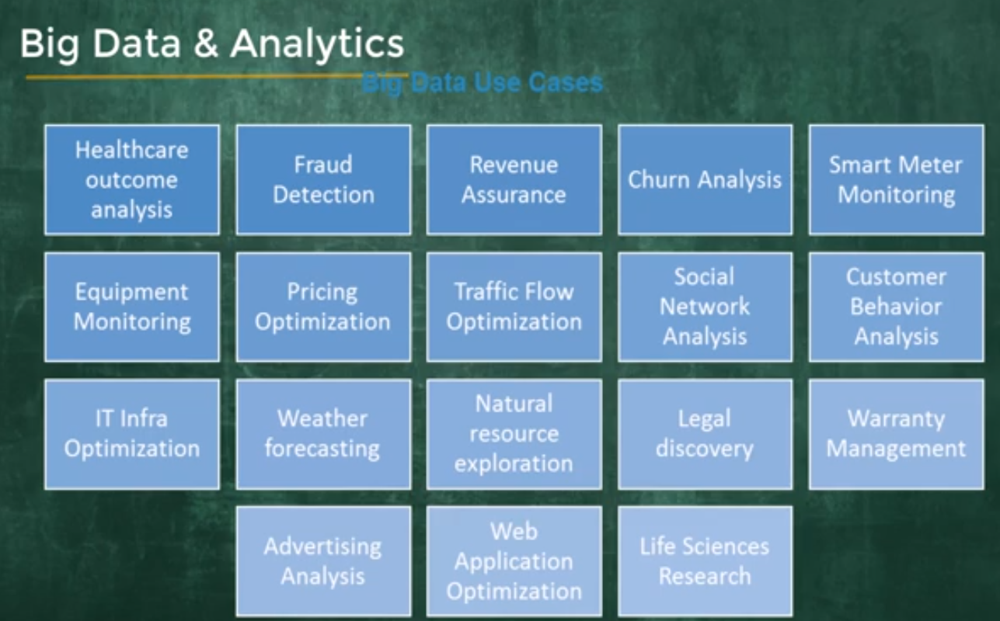 Big Data & Analytics
Big Data Use Cases
Healthcare
outcome
analysis
Fraud
Detection
Revenue
Assurance
Churn Analysis
Smart Meter
Monitoring
Equipment
Monitoring
Pricing
Optimization
Traffic Flow
Optimization
Social
Network
Analysis
Customer
Behavior
Analysis
IT Infra
Optimization
Weather
forecasting
Natural
resource
exploration
Legal
discovery
Warranty
Management
Advertising
Analysis
Web
Application
Optimization
Life Sciences
Research